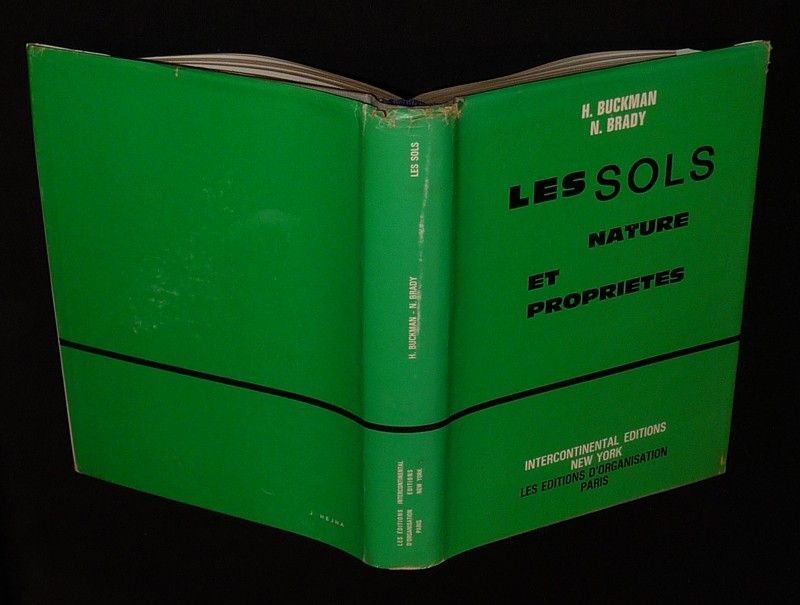 H. BUCKMAN
N. BRADY
LES SOLS
NATURE
ET
PROPRIETES
INTERCONTINENTAL EDITIONS
NEW YORK
LES EDITIONS D'ORGANISATION
PARIS
LES SOLS
H. BUCKMAN - N. BRADY
INTERCONTINENTAL
EDITIONS
NEW YORK
LES EDITIONS
D'ORGANISATION
PARIS
J. MEJHA